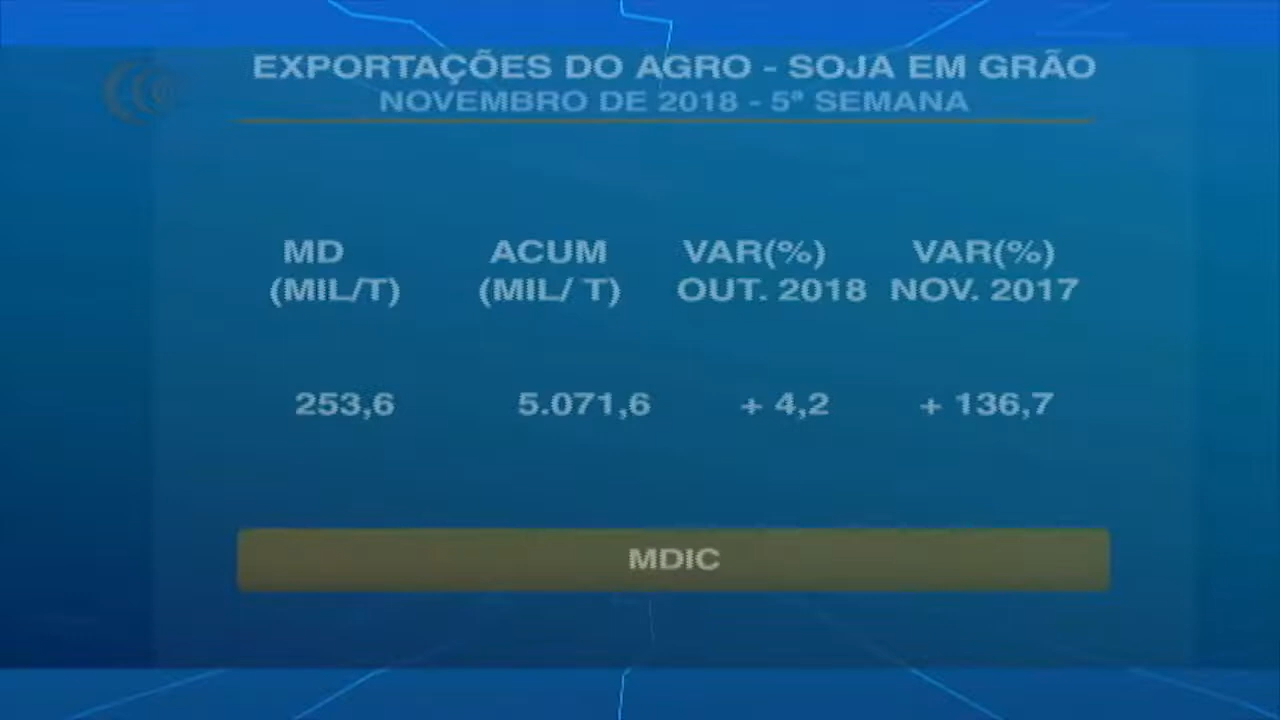 EXPORTAÇÕES DO AGRO - SOJA EM GRÃO
NOVEMBRO DE 2018 - 5ª SEMANA
MD ACUM VAR(%) VAR(%)
(MIL/T) (MIL/ T) OUT. 2018 NOV. 2017
253,6 5.071,6 + 4,2 + 136,7
MDIC